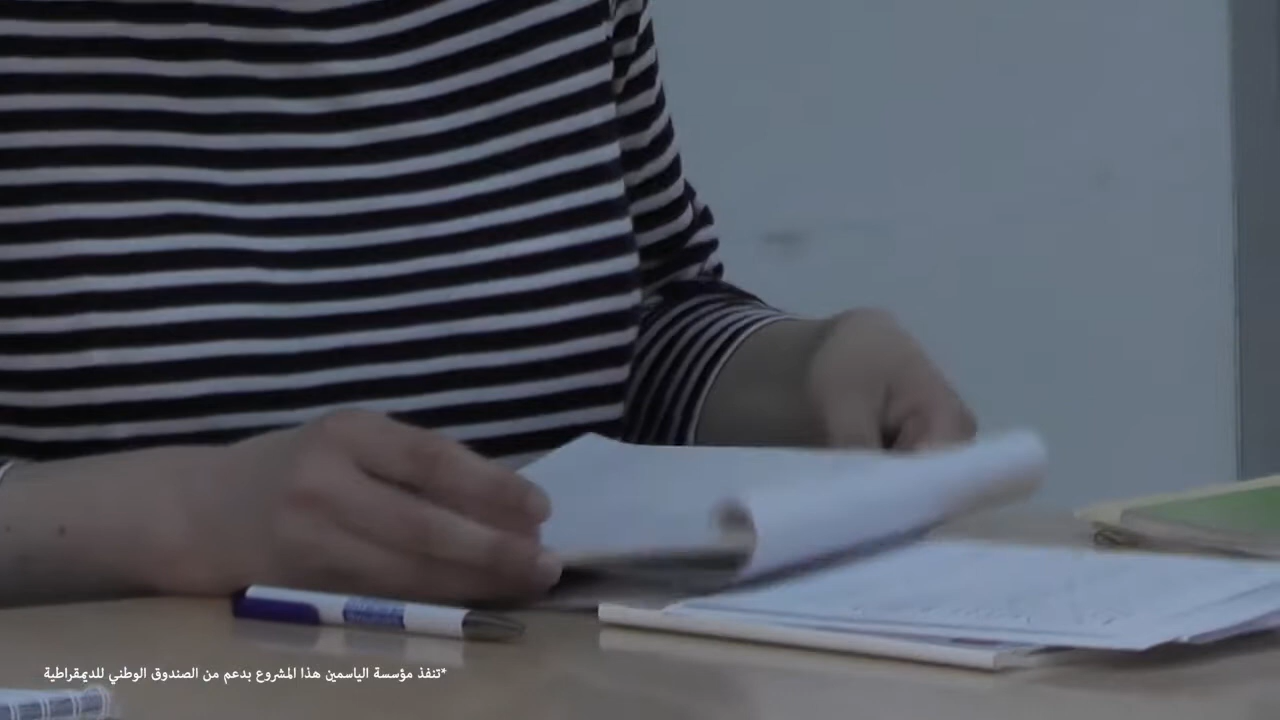 *تنفذ مؤسسة الياسمين هذا المشروع بدعم من الصندوق الوطني للديمقراطية